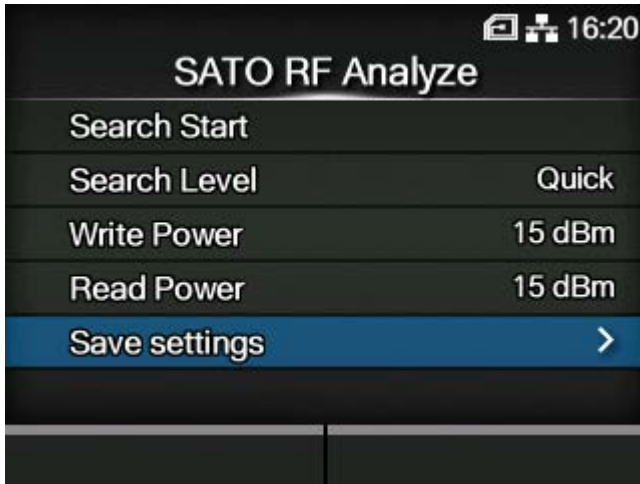 16:20
SATO RF Analyze
Search Start
Search Level Quick
Write Power 15 dBm
Read Power 15 dBm
Save settings >